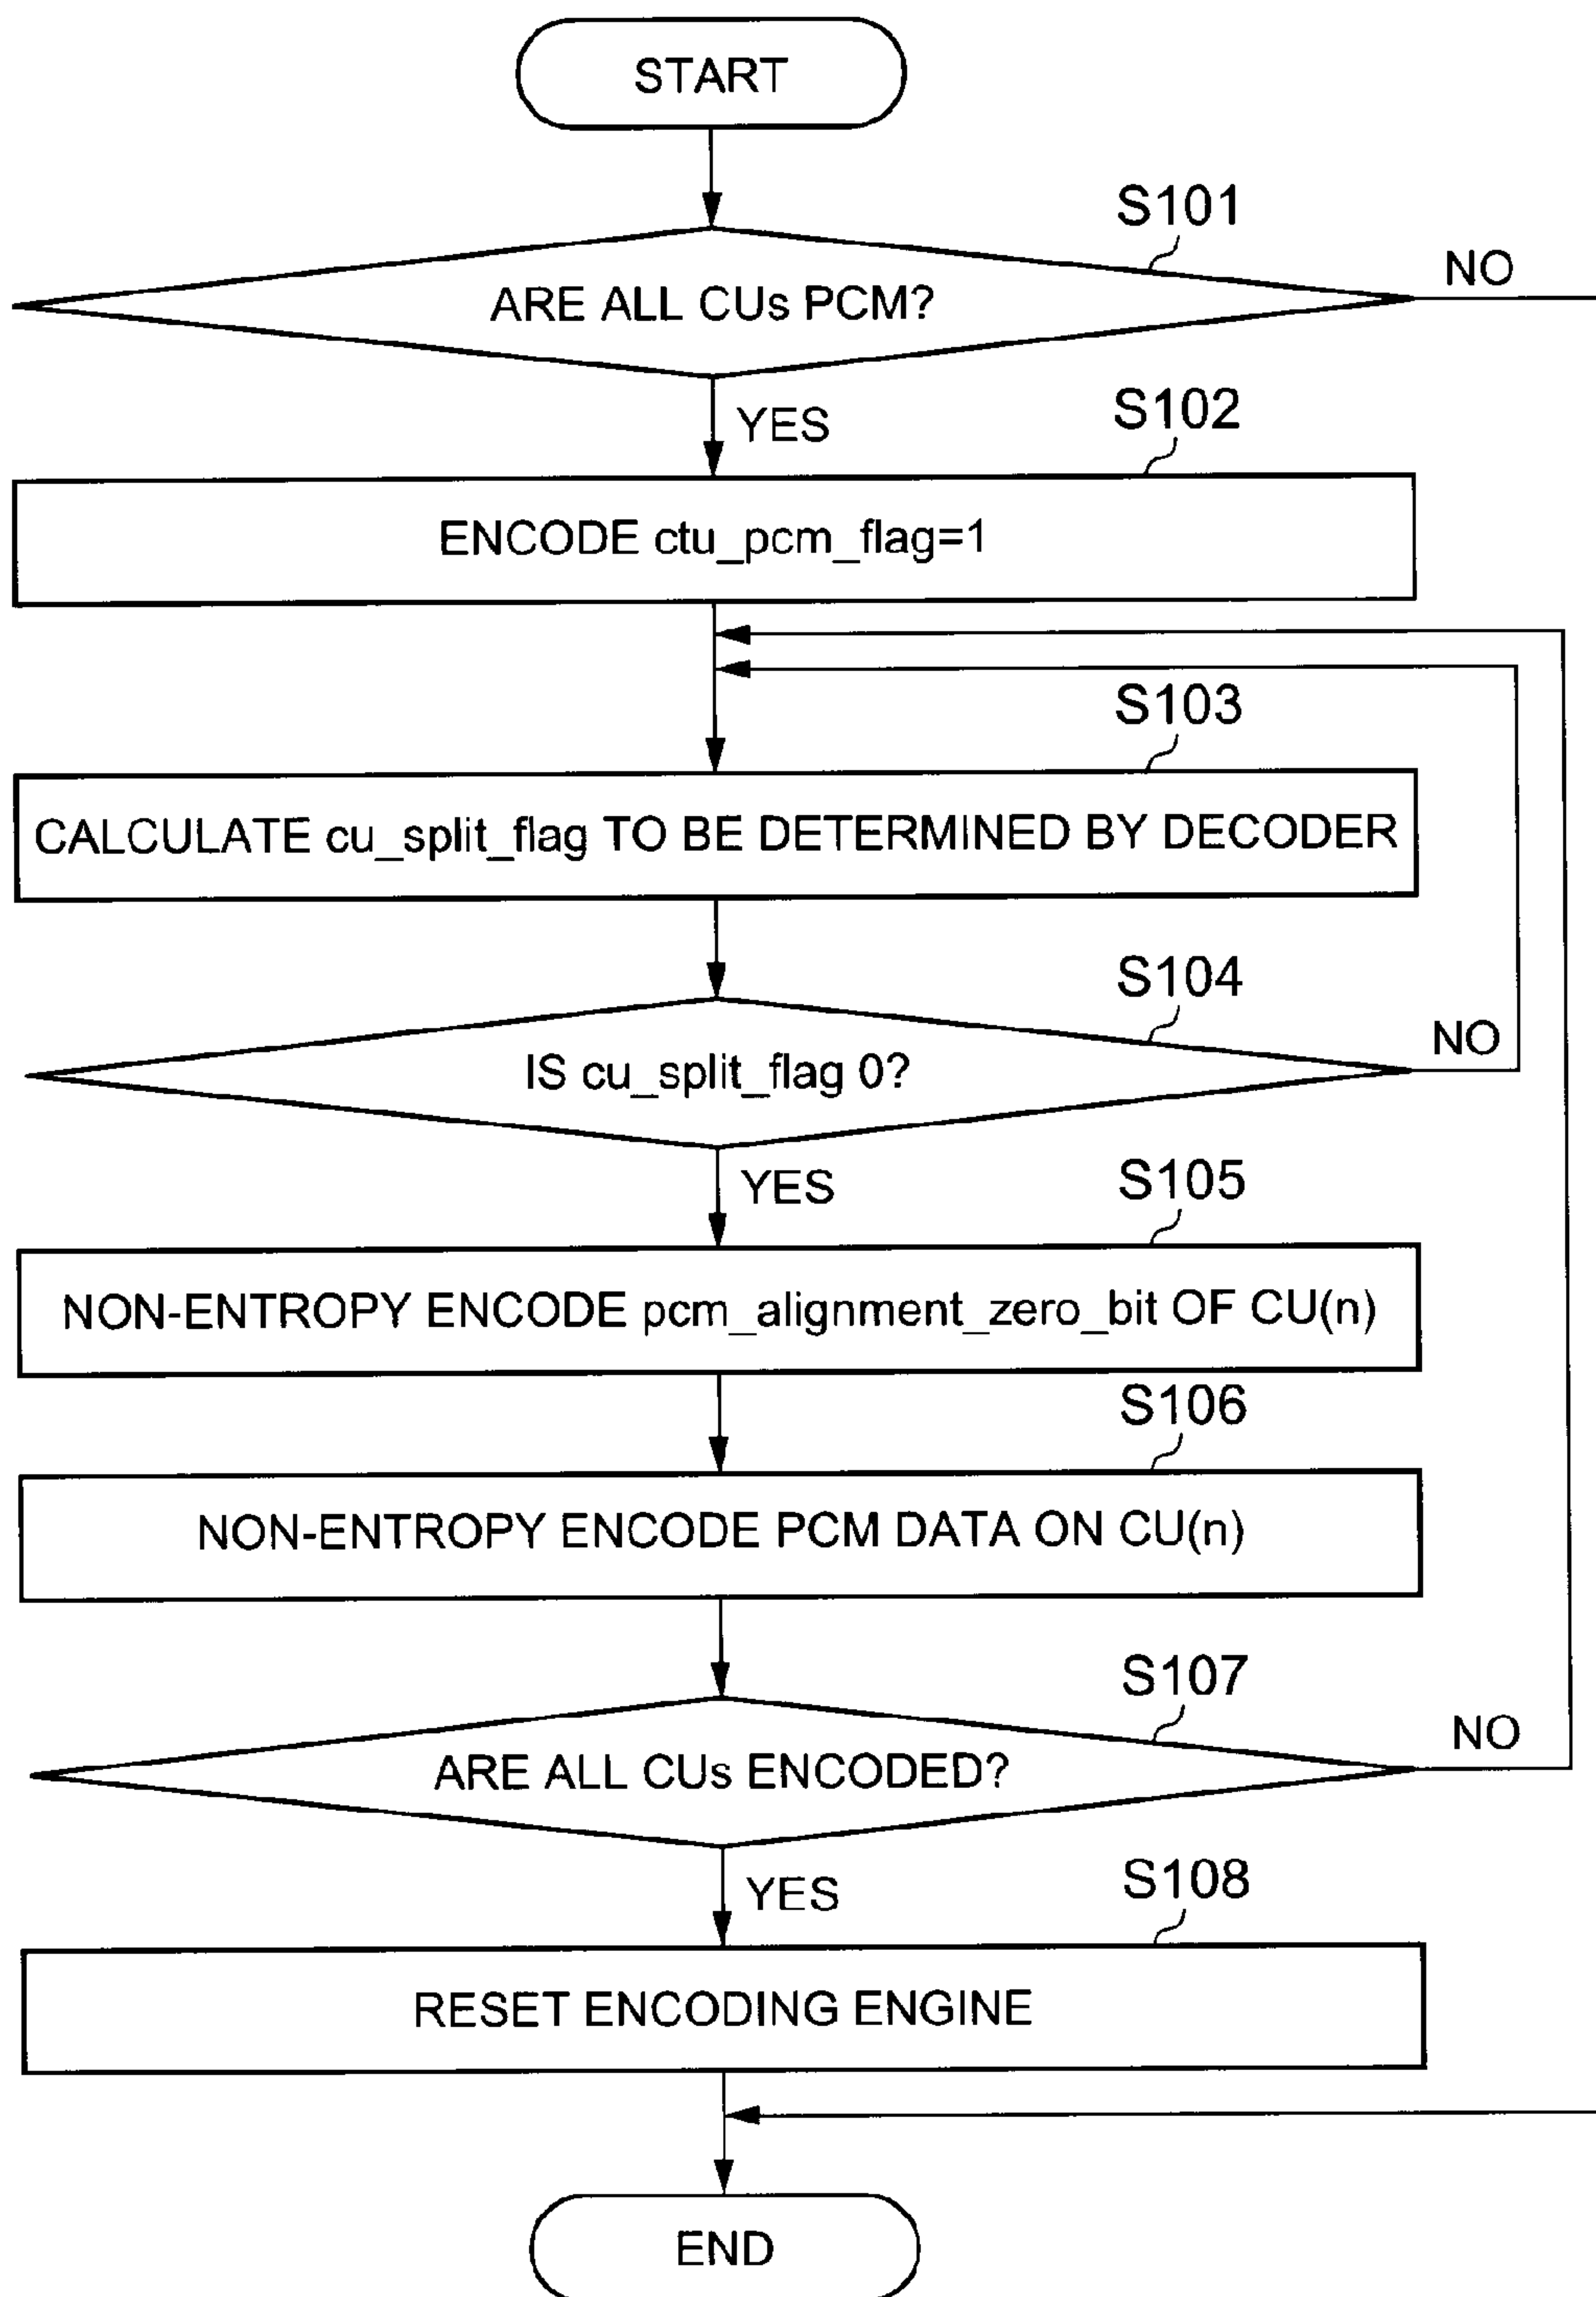 START
S101
NO
ARE ALL CUs PCM?
YES
S102
ENCODE ctu_pcm_flag=1
S103
CALCULATE cu_split_flag TO BE DETERMINED BY DECODER
S104
NO
IS cu_split_flag 0?
YES
S105
NON-ENTROPY ENCODE pcm_alignment_zero_bit OF CU(n)
S106
NON-ENTROPY ENCODE PCM DATA ON CU(n)
S107
NO
ARE ALL CUs ENCODED?
YES
S108
RESET ENCODING ENGINE
END